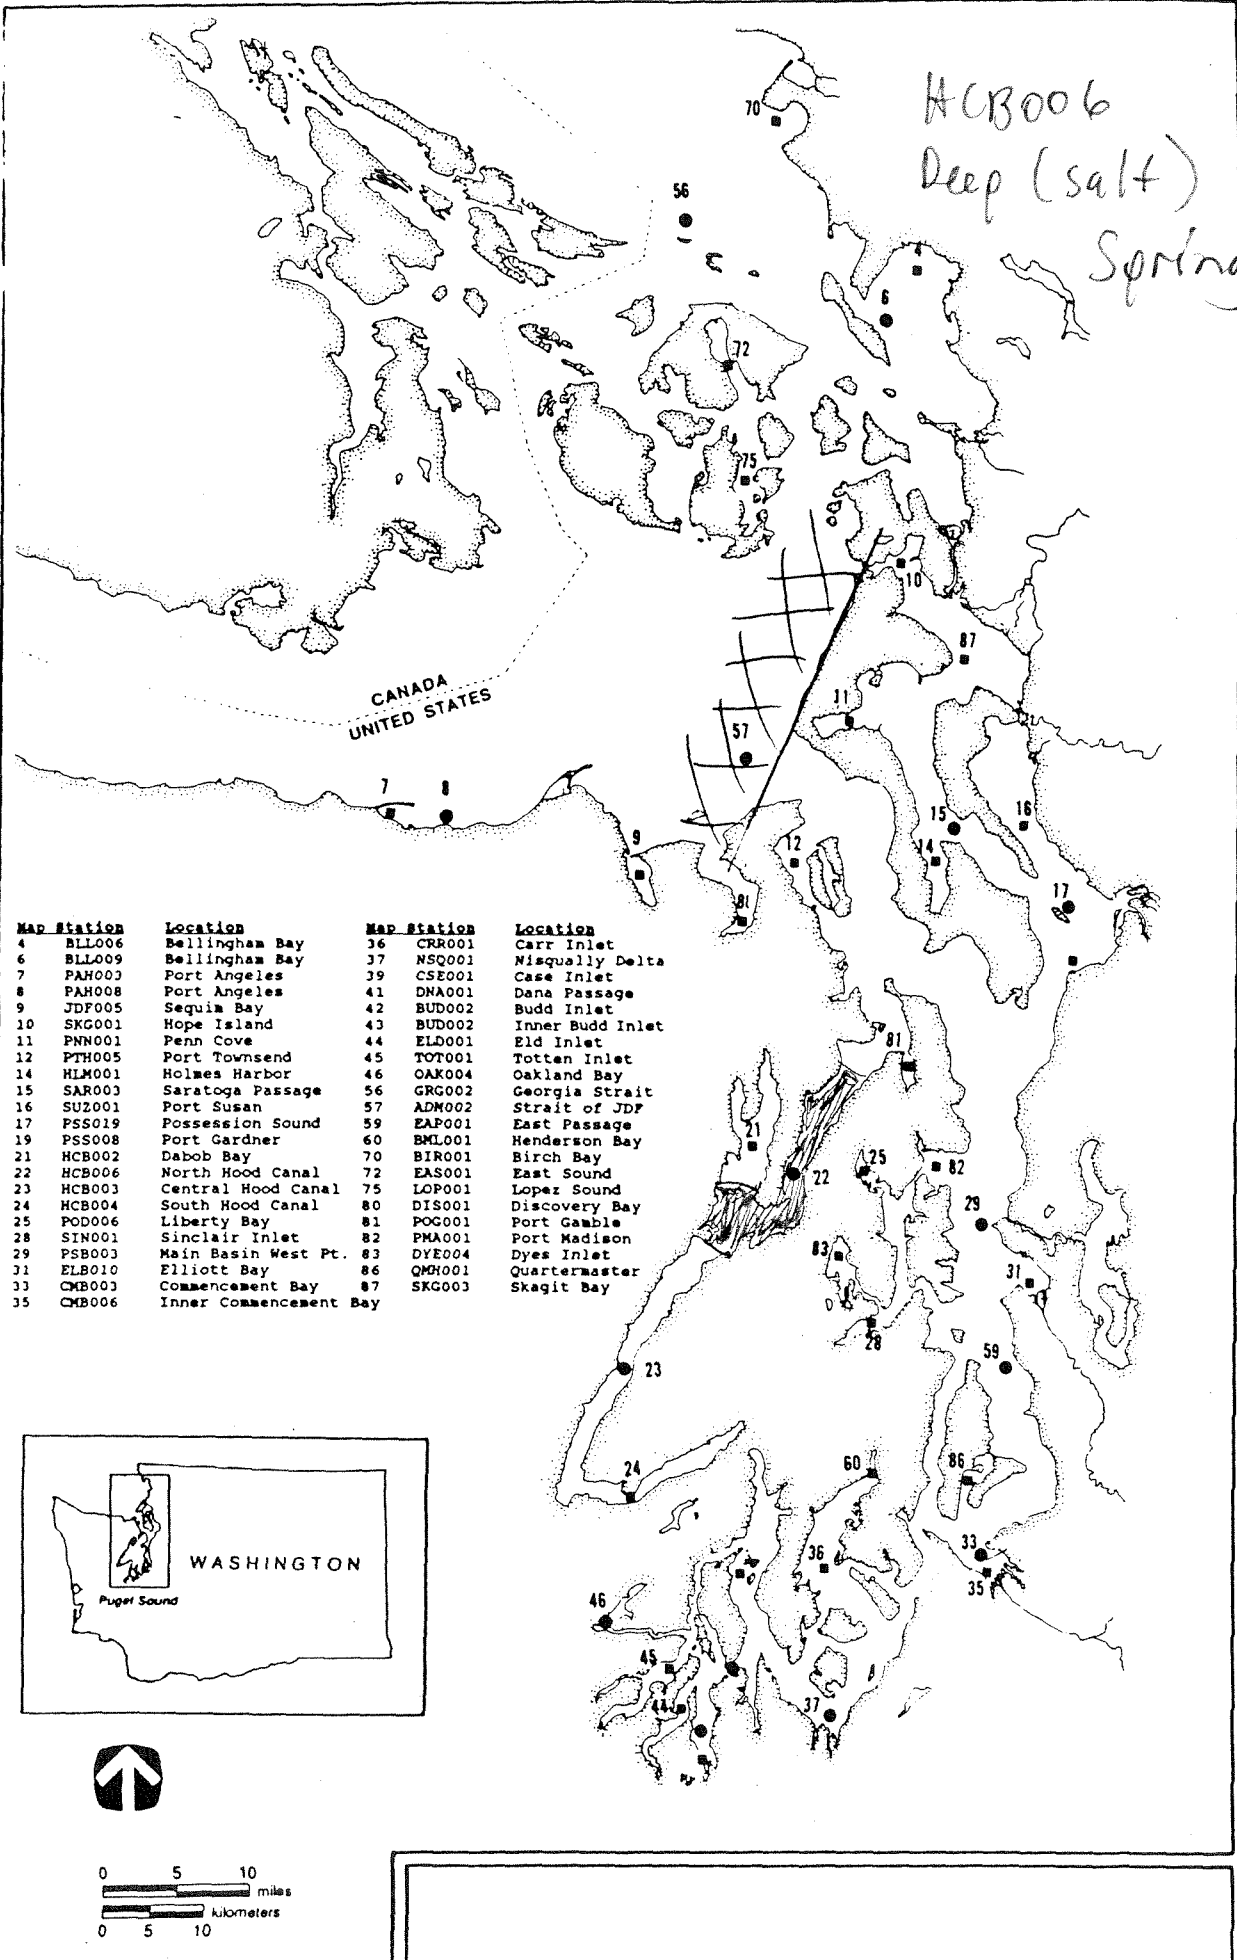 HCB006
Deep (salt)
Spring
70
56
4
6
72
75
10
87
CANADA
UNITED STATES
11
57
7
8
15
16
9
12
14
17
8
Map Station Location Map Station Location
4 BLL006 Bellingham Bay 36 CRR001 Carr Inlet
6 BLL009 Bellingham Bay 37 NSQ001 Nisqually Delta
7 PAH003 Port Angeles 39 CSE001 Case Inlet
8 PAH008 Port Angeles 41 DNA001 Dana Passage
9 JDF005 Sequim Bay 42 BUD002 Budd Inlet
10 SKG001 Hope Island 43 BUD002 Inner Budd Inlet
11 PNN001 Penn Cove 44 ELD001 Eld Inlet
12 PTH005 Port Townsend 45 TOT001 Totten Inlet
14 HLM001 Holmes Harbor 46 OAK004 Oakland Bay
15 SAR003 Saratoga Passage 56 GRG002 Georgia Strait
16 SUZ001 Port Susan 57 ADM002 Strait of JDF
17 PSS019 Possession Sound 59 EAP001 East Passage
19 PSS008 Port Gardner 60 BML001 Henderson Bay
21 HCB002 Dabob Bay 70 BIR001 Birch Bay
22 HCB006 North Hood Canal 72 EAS001 East Sound
23 HCB003 Central Hood Canal 75 LOP001 Lopez Sound
24 HCB004 South Hood Canal 80 DIS001 Discovery Bay
25 POD006 Liberty Bay 81 POG001 Port Gamble
28 SIN001 Sinclair Inlet 82 PMA001 Port Madison
29 PSB003 Main Basin West Pt. 83 DYE004 Dyes Inlet
31 ELB010 Elliott Bay 86 QMH001 Quartermaster
33 CMB003 Commencement Bay 87 SKG003 Skagit Bay
35 CMB006 Inner Commencement Bay
81
21
22
25
82
29
83
31
28
59
23
24
60
86
36
33
35
46
45
44
37
WASHINGTON
Puget Sound
0 5 10
miles
kilometers
0 5 10